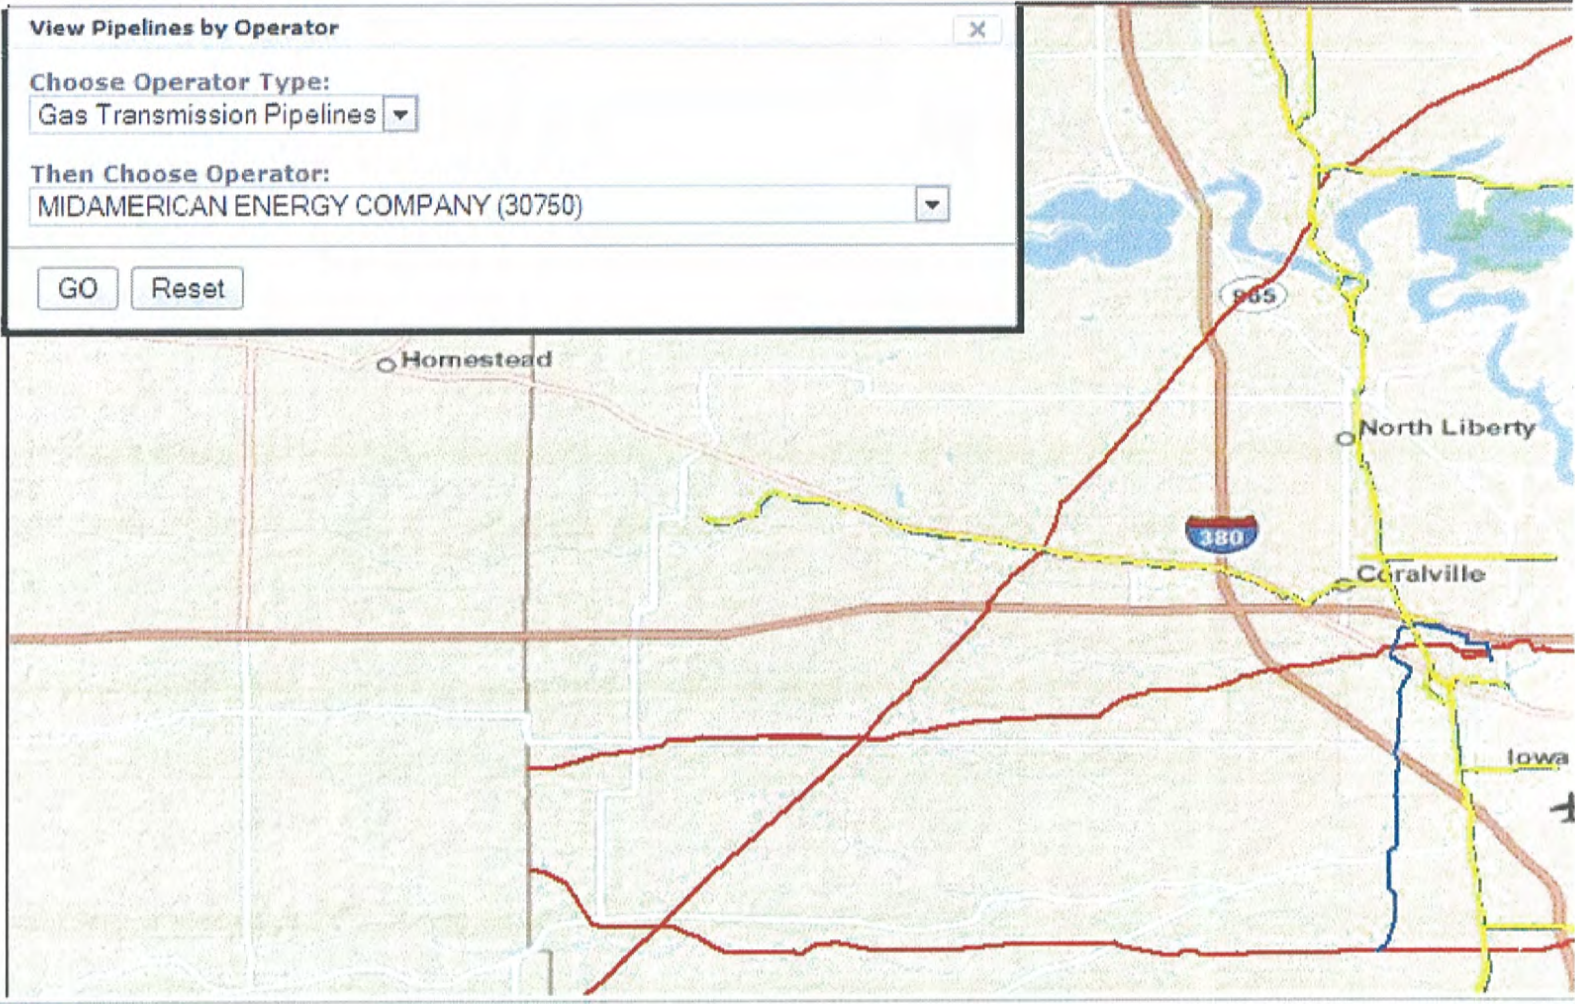 View Pipelines by Operator
Choose Operator Type:
Gas Transmission Pipelines
Then Choose Operator:
MIDAMERICAN ENERGY COMPANY (30750)
GO Reset
965
Homestead
North Liberty
380
Coralville
Iowa